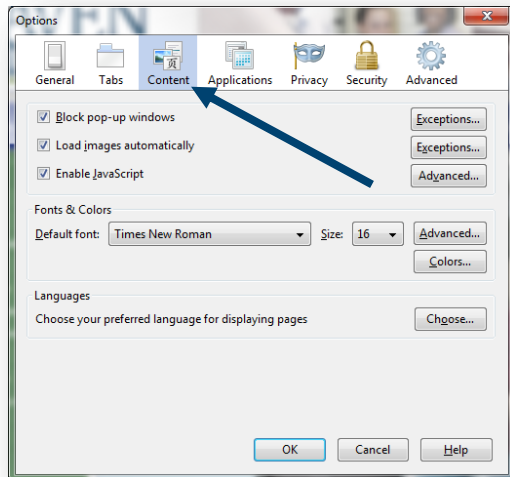 Options
General Tabs Content Applications Privacy Security Advanced
Block pop-up windows Exceptions...
Load images automatically Exceptions...
Enable JavaScript Advanced...
Fonts & Colors
Default font: Times New Roman Size: 16 Advanced...
Colors...
Languages
Choose your preferred language for displaying pages Choose...
OK Cancel Help